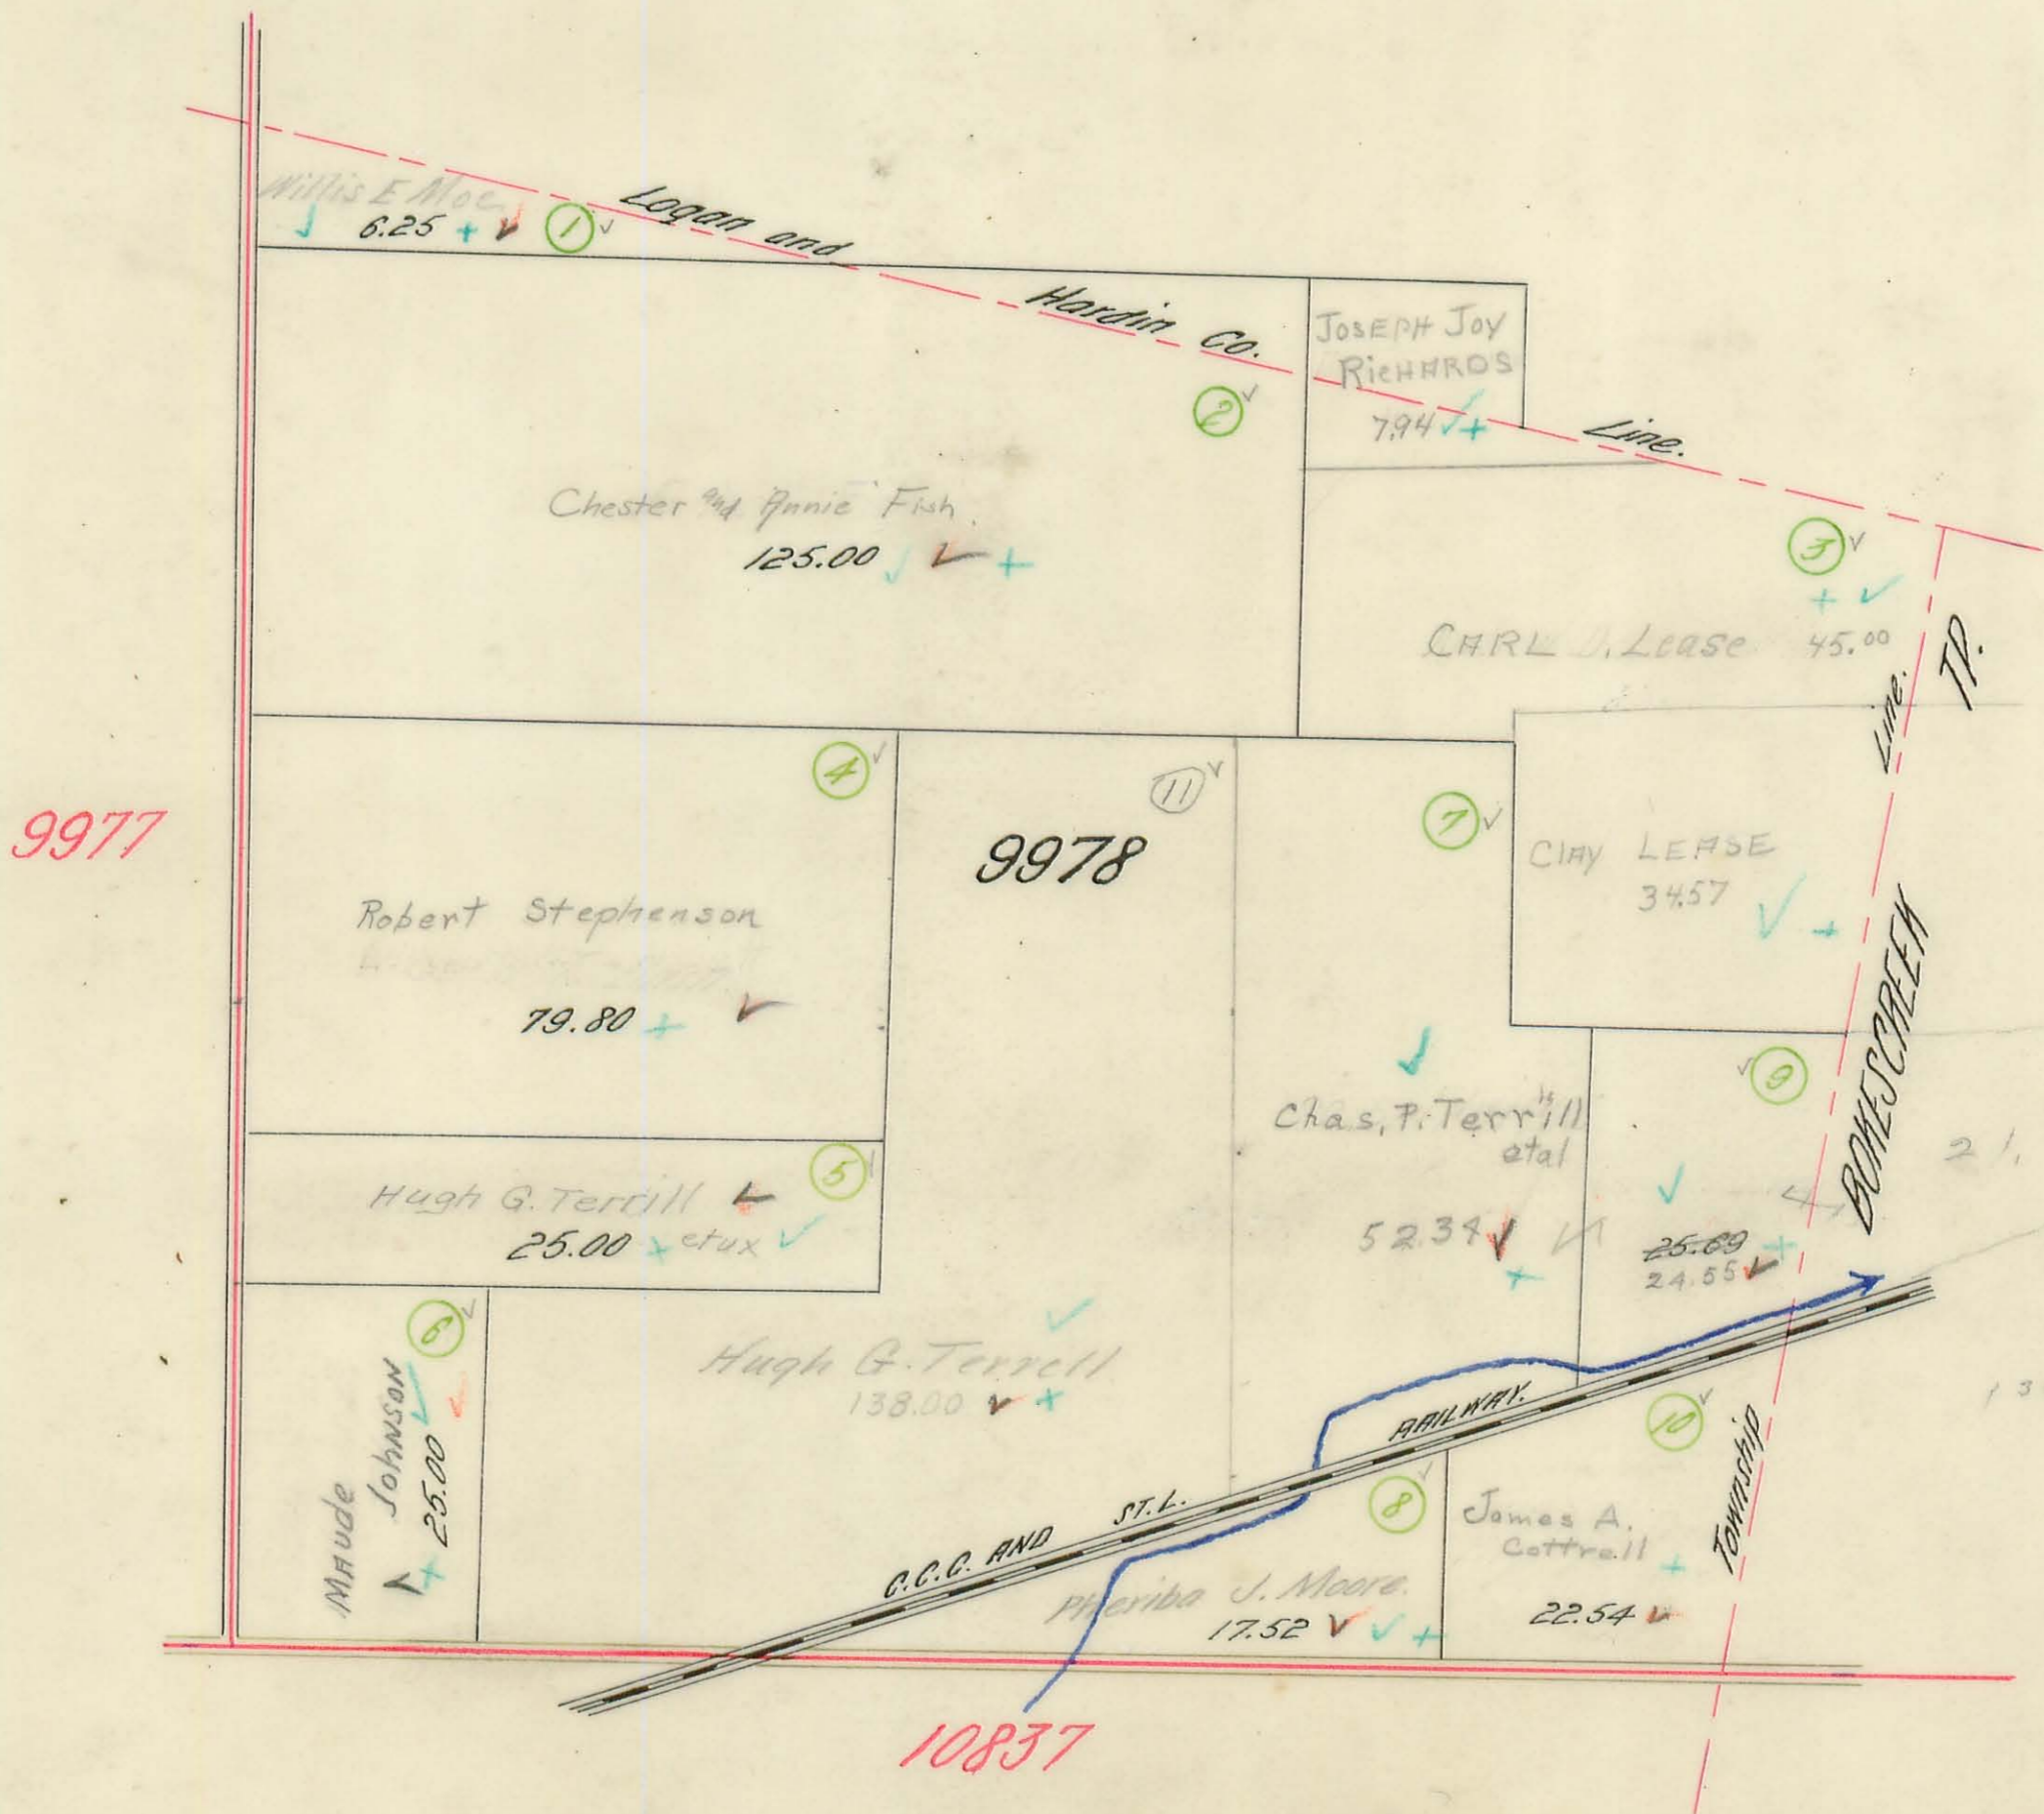 Willis E Moe
6.25
1
Logan and
Hardin Co.
Line.
2
JOSEPH JOY
RICHARDS
7.94
Chester and Annie Fish.
125.00
3
CARL D. Lease 45.00
Line.
TP.
4
11
7
9977
9978
CLAY LEASE
34.57
Robert Stephenson
79.80
BOKESCREEK
9
Chas. P. Terrill
etal
5
Hugh G. Terrill
25.00 etux
52.34
25.69
24.55
2 1.
6
MAUDE
JOHNSON
25.00
Hugh G. Terrell
138.00
RAILWAY.
10
13
8
ST. L.
C.C.C. AND
James A.
Cottrell
22.54
Township
Pheriba J. Moore.
17.52
10837